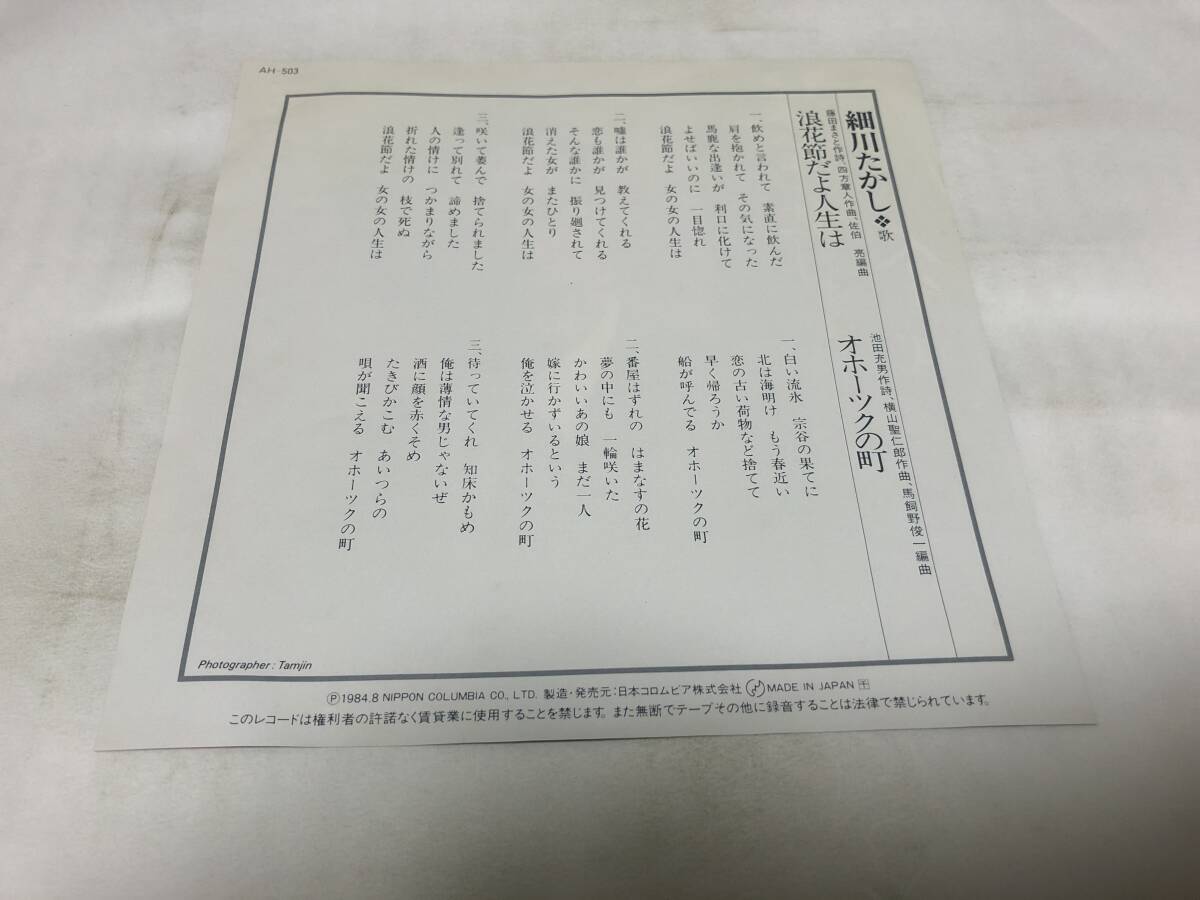 AH-503
細川たかし❖歌
浪花節だよ人生は
藤田まさと作詩、四方章人作曲、佐伯 亮編曲
一、飲めと言われて 素直に飲んだ
肩を抱かれて その気になった
馬鹿な出逢いが 利口に化けて
よせばいいのに 一目惚れ
浪花節だよ 女の女の人生は
二、嘘は誰かが 教えてくれる
恋も誰かが 見つけてくれる
そんな誰かに 振り廻されて
消えた女が またひとり
浪花節だよ 女の女の人生は
三、咲いて萎んで 捨てられました
逢って別れて 諦めました
人の情けに つかまりながら
折れた情けの 枝で死ぬ
浪花節だよ 女の女の人生は
オホーツクの町
池田充男作詩、横山聖仁郎作曲、馬飼野俊一編曲
一、白い流氷 宗谷の果てに
北は海明け もう春近い
恋の古い荷物など捨てて
早く帰ろうか
船が呼んでる オホーツクの町
二、番屋はずれの はまなすの花
夢の中にも 一輪咲いた
かわいいあの娘 まだ一人
嫁に行かずいるという
俺を泣かせる オホーツクの町
三、待っていてくれ 知床かもめ
俺は薄情な男じゃないぜ
酒に顔を赤くそめ
たきびかこむ あいつらの
唄が聞こえる オホーツクの町
Photographer: Tamjin
Ⓟ1984.8 NIPPON COLUMBIA CO., LTD. 製造・発売元:日本コロムビア株式会社 MADE IN JAPAN
このレコードは権利者の許諾なく賃貸業に使用することを禁じます。また無断でテープその他に録音することは法律で禁じられています。